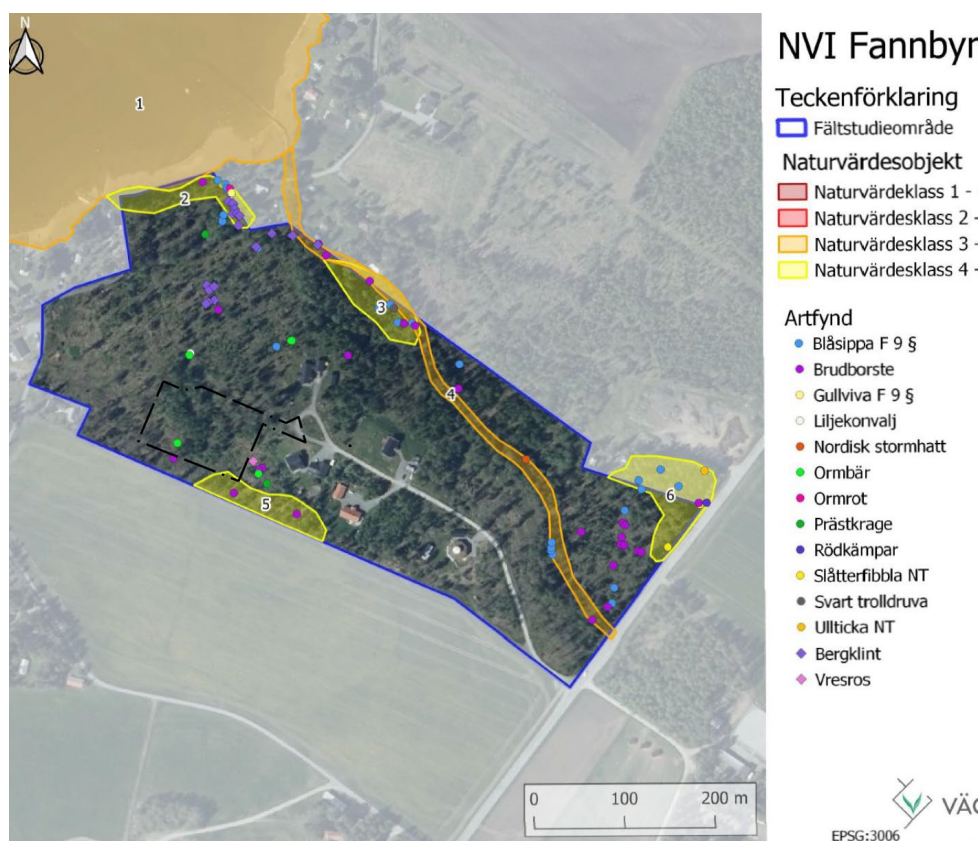 N
NVI Fannbyn
Teckenförklaring
Fältstudieområde
Naturvärdesobjekt
Naturvärdeklass 1 -
Naturvärdesklass 2 -
Naturvärdesklass 3 -
Naturvärdesklass 4 -
Artfynd
Blåsippa F 9 §
Brudborste
Gullviva F 9 §
Liljekonvalj
Nordisk stormhatt
Ormbär
Ormrot
Prästkrage
Rödkämpar
Slåtterfibbla NT
Svart trolldruva
Ullticka NT
Bergklint
Vresros
1
2
3
4
5
6
0 100 200 m
EPSG:3006